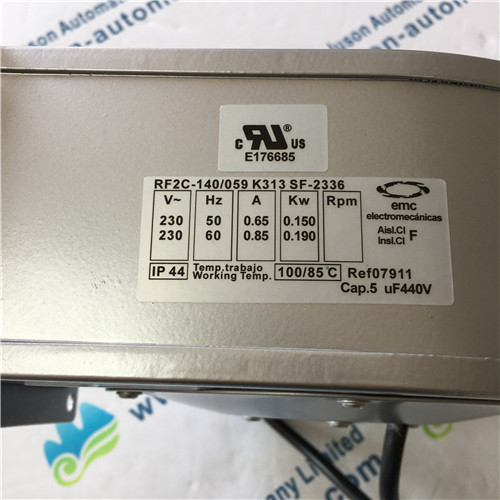 c RU ® US
E176685
RF2C-140/059 K313 SF-2336
V~ Hz A Kw Rpm
230 50 0.65 0.150
230 60 0.85 0.190
emc
electromecánicas
Aisl.Cl
Insl.Cl F
IP 44 Temp.trabajo
Working Temp. 100/85°C Ref07911
Cap.5 uF440V